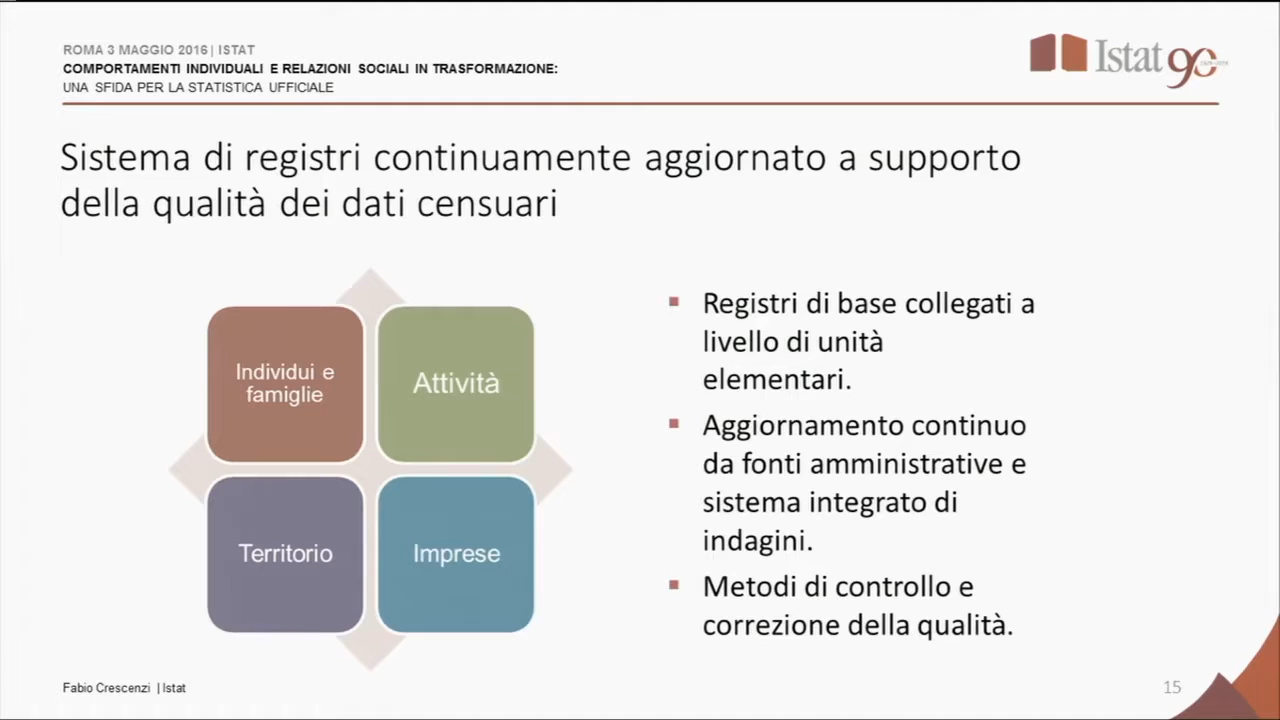 ROMA 3 MAGGIO 2016 | ISTAT
COMPORTAMENTI INDIVIDUALI E RELAZIONI SOCIALI IN TRASFORMAZIONE:
UNA SFIDA PER LA STATISTICA UFFICIALE
Istat 90
Sistema di registri continuamente aggiornato a supporto
della qualità dei dati censuari
Individui e
famiglie
Attività
Territorio
Imprese
Registri di base collegati a
livello di unità
elementari.
Aggiornamento continuo
da fonti amministrative e
sistema integrato di
indagini.
Metodi di controllo e
correzione della qualità.
Fabio Crescenzi | Istat
15